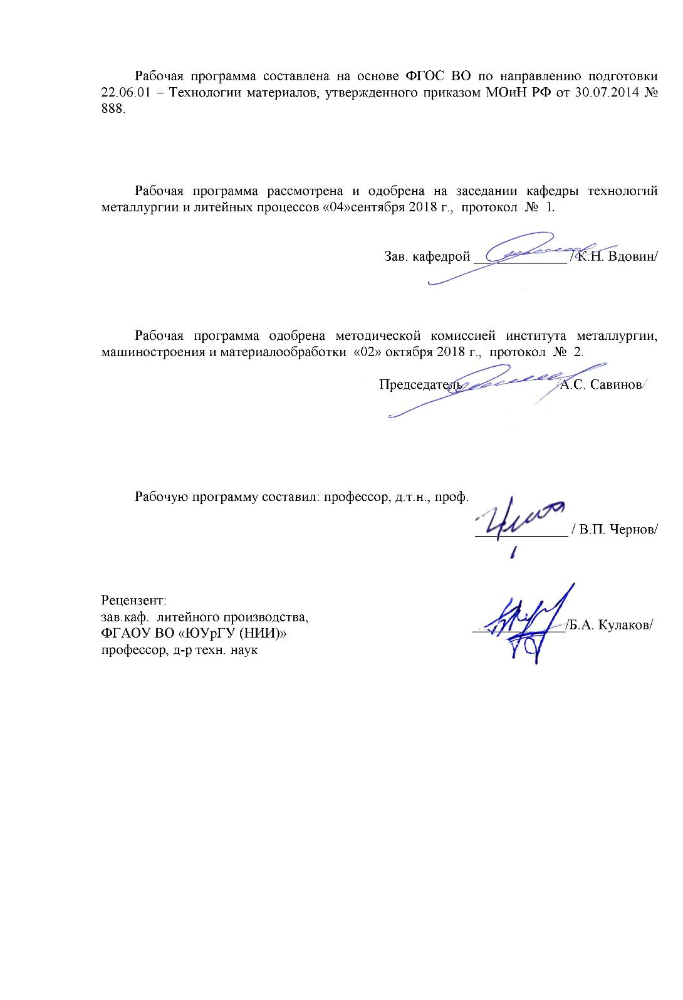 Рабочая программа составлена на основе ФГОС ВО по направлению подготовки
22.06.01 – Технологии материалов, утвержденного приказом МОиН РФ от 30.07.2014 №
888.
Рабочая программа рассмотрена и одобрена на заседании кафедры технологий
металлургии и литейных процессов «04»сентября 2018 г., протокол № 1.
Зав. кафедрой _____________ / К.Н. Вдовин/
Рабочая программа одобрена методической комиссией института металлургии,
машиностроения и материалообработки «02» октября 2018 г., протокол № 2.
Председатель /А.С. Савинов/
Рабочую программу составил: профессор, д.т.н., проф.
_____________ / В.П. Чернов/
Рецензент:
зав.каф. литейного производства,
ФГАОУ ВО «ЮУрГУ (НИИ)» _____________/Б.А. Кулаков/
профессор, д-р техн. наук